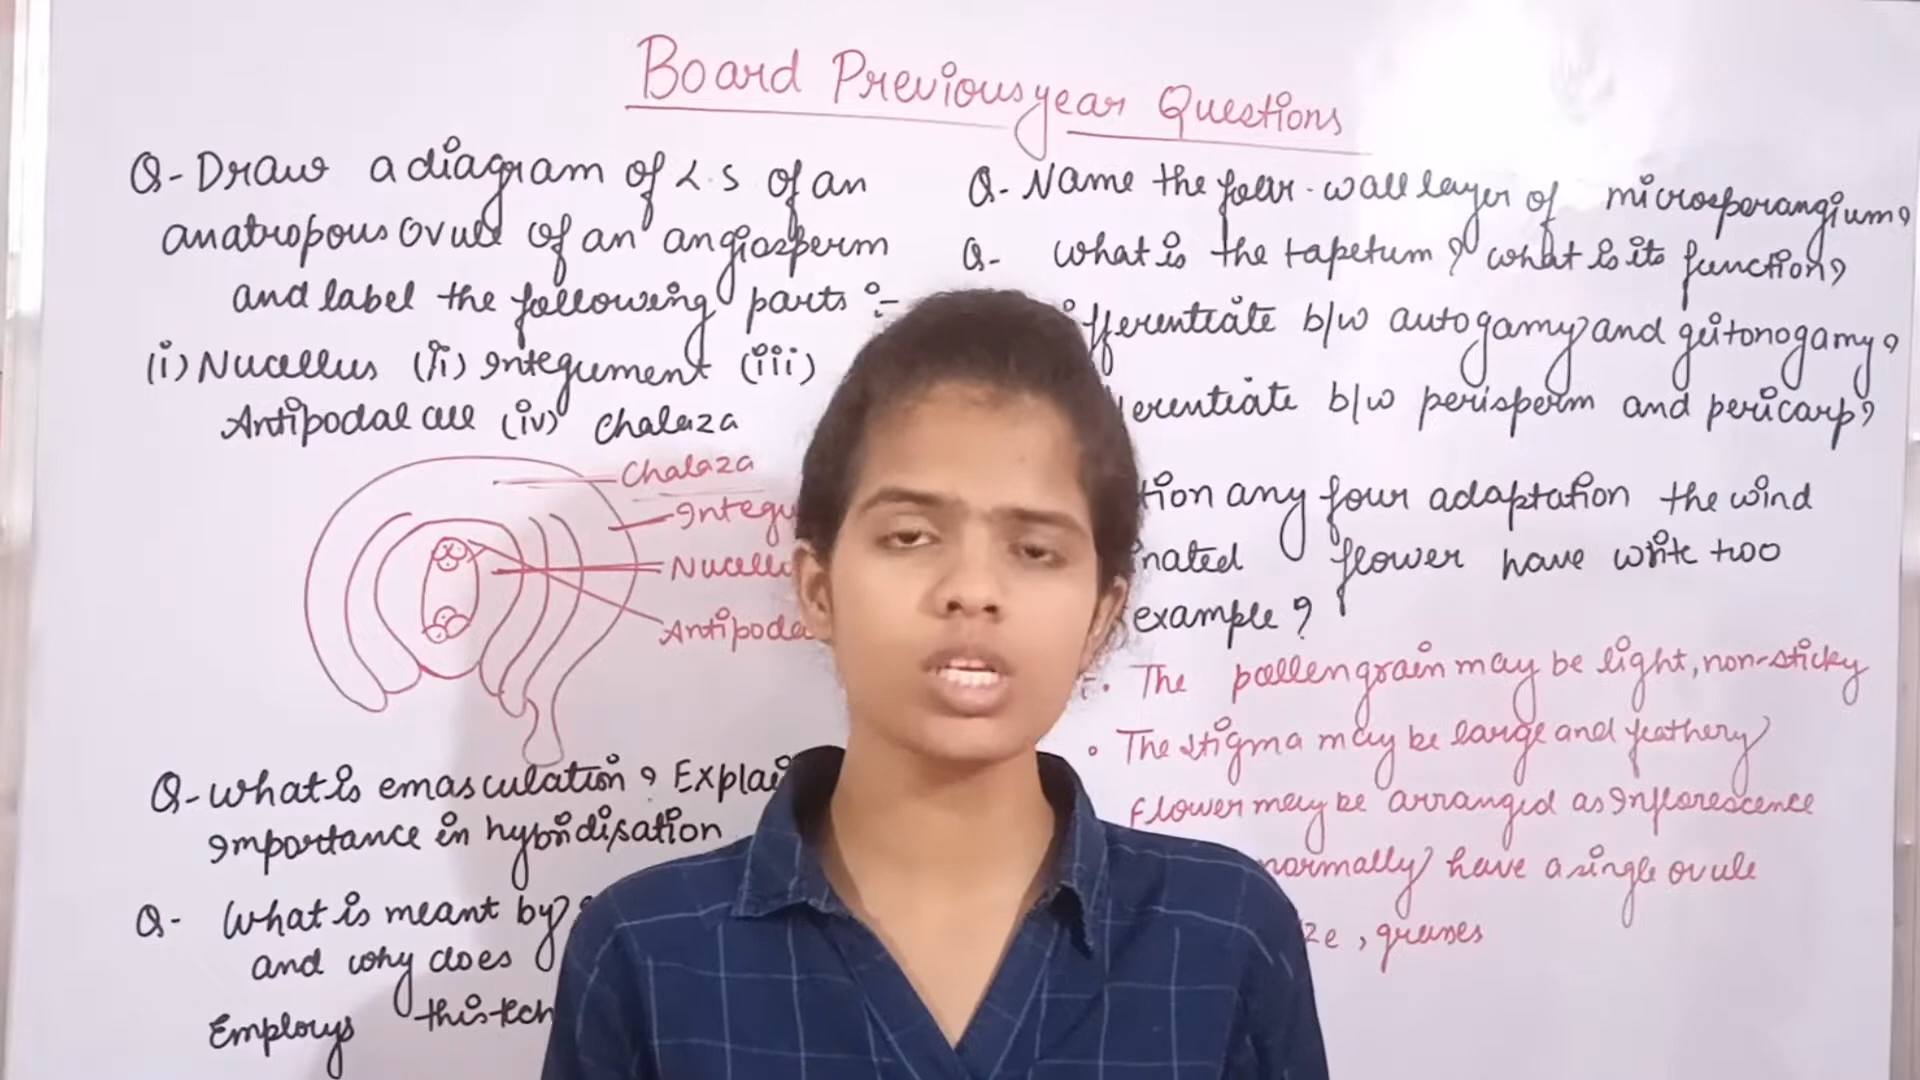 Board Previous year Questions
Q- Draw a diagram of L.S of an
anatropous ovule of an angiosperm
and label the following parts :-
(i) Nucellus (ii) Integument (iii)
Antipodal cell (iv) chalaza
Chalaza
Integu
Nucellu
Antipoda
Q- what is emasculation ? Explai
importance in hybridisation
Q- What is meant by
and why does
Employs this tech
Q- Name the four wall layer of microsporangium?
Q- what is the tapetum ? what is its function?
ifferentiate b/w autogamy and geitonogamy?
erentiate b/w perisperm and pericarp?
tion any four adaptation the wind
nated flower have write two
example ?
:- • The pollengrain may be light, non-sticky
• The stigma may be large and feathery
flower may be arranged as Inflorescence
normally have a single ovule
ze, grasses